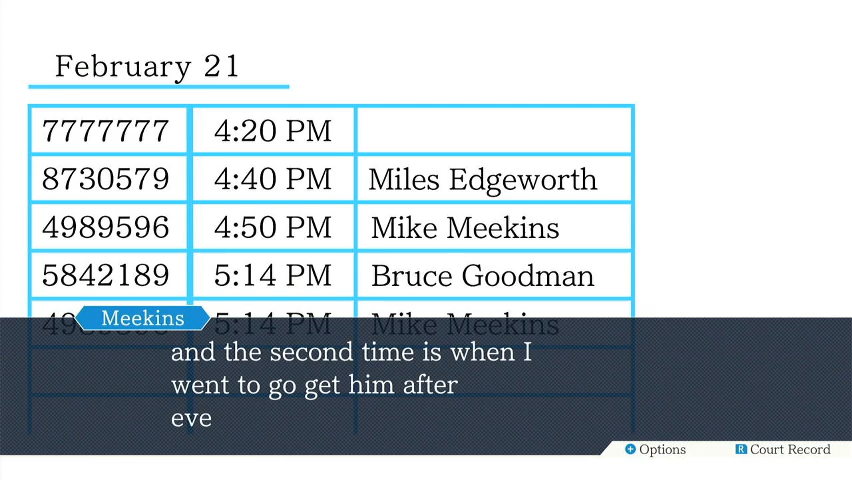 February 21
7777777 4:20 PM
8730579 4:40 PM Miles Edgeworth
4989596 4:50 PM Mike Meekins
5842189 5:14 PM Bruce Goodman
4989596 5:14 PM Mike Meekins
Meekins
and the second time is when I
went to go get him after
eve
+ Options R Court Record